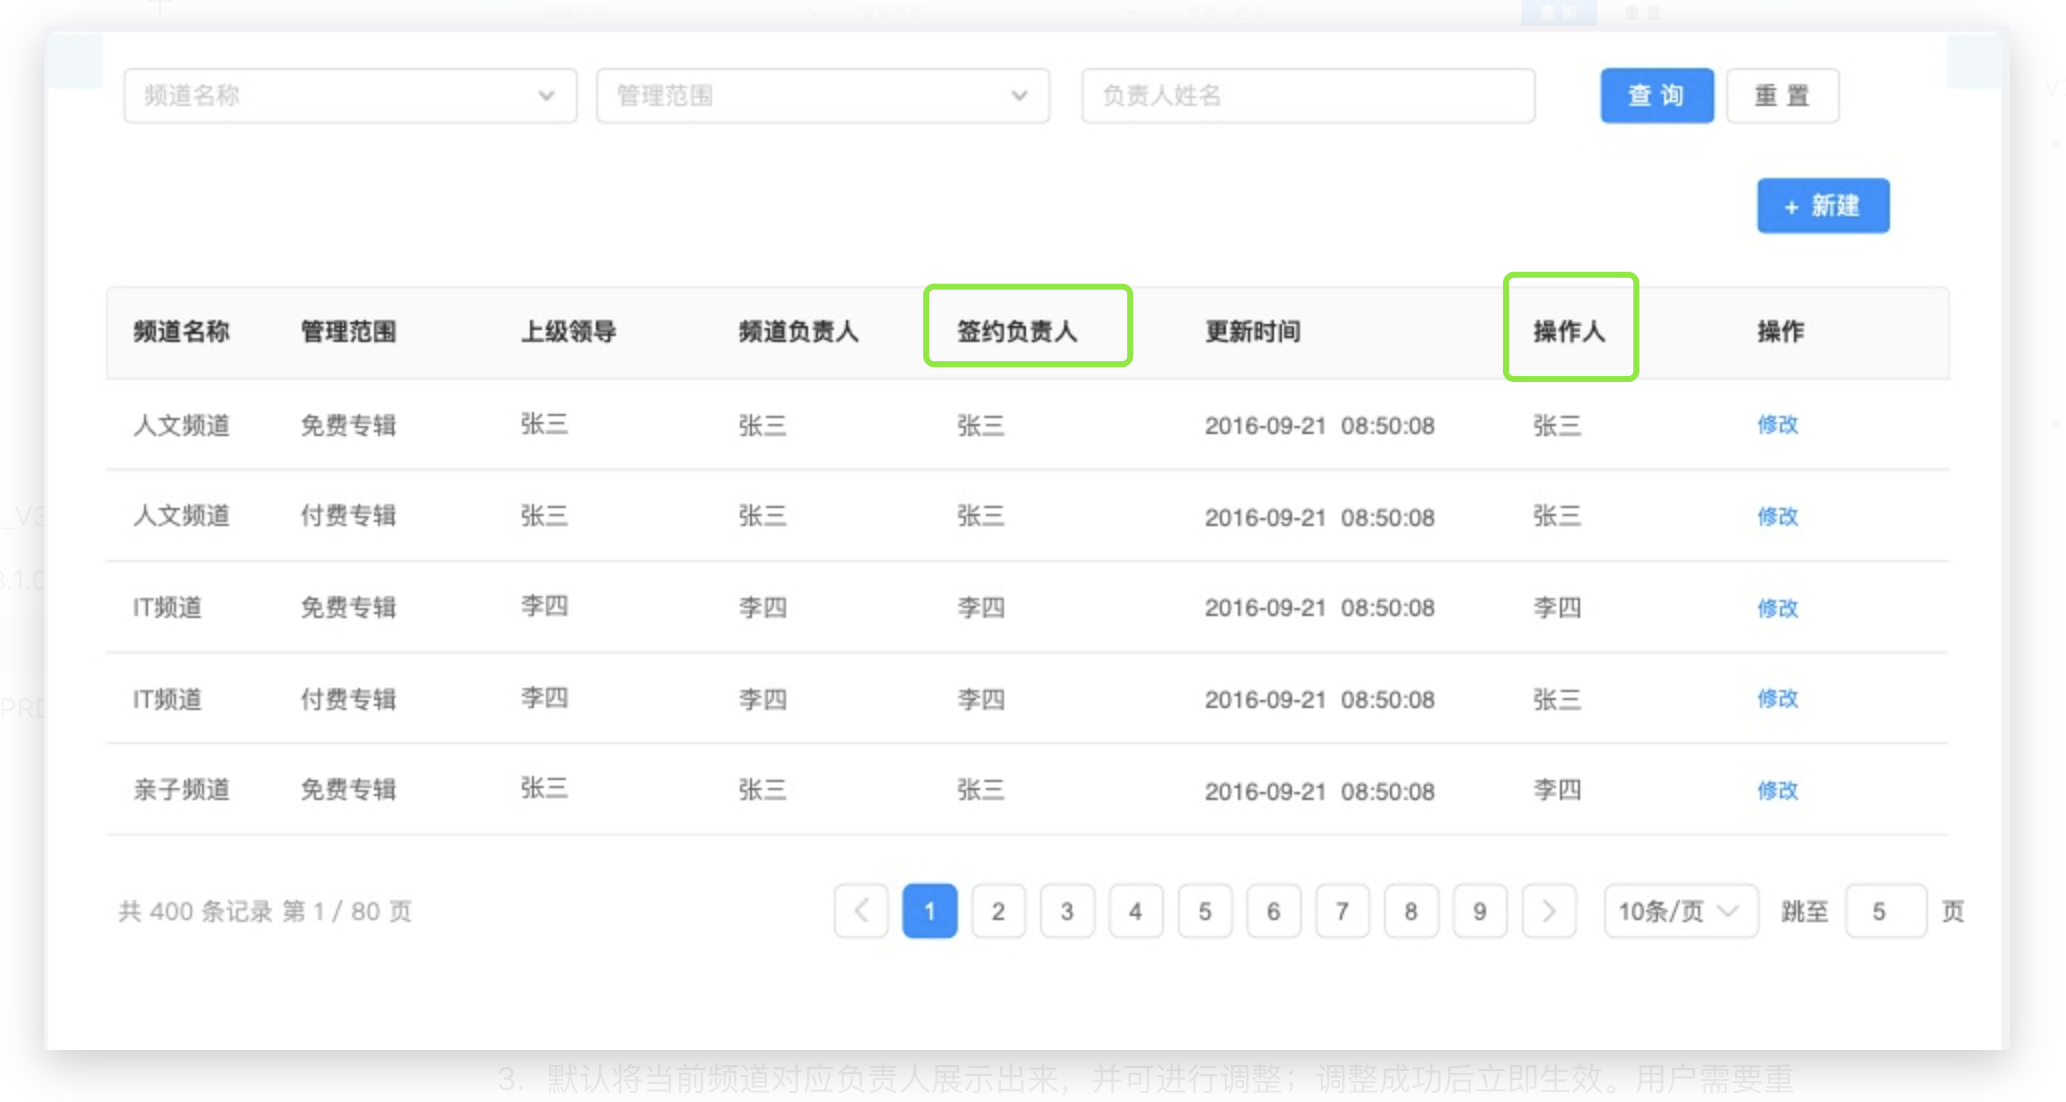 频道名称 管理范围 负责人姓名 查 询 重 置
+ 新建
频道名称 管理范围 上级领导 频道负责人 签约负责人 更新时间 操作人 操作
人文频道 免费专辑 张三 张三 张三 2016-09-21 08:50:08 张三 修改
人文频道 付费专辑 张三 张三 张三 2016-09-21 08:50:08 张三 修改
IT频道 免费专辑 李四 李四 李四 2016-09-21 08:50:08 李四 修改
IT频道 付费专辑 李四 李四 李四 2016-09-21 08:50:08 张三 修改
亲子频道 免费专辑 张三 张三 张三 2016-09-21 08:50:08 李四 修改
共 400 条记录 第 1 / 80 页 1 2 3 4 5 6 7 8 9 10条/页 跳至 5 页
3. 默认将当前频道对应负责人展示出来，并可进行调整；调整成功后立即生效。用户需要重